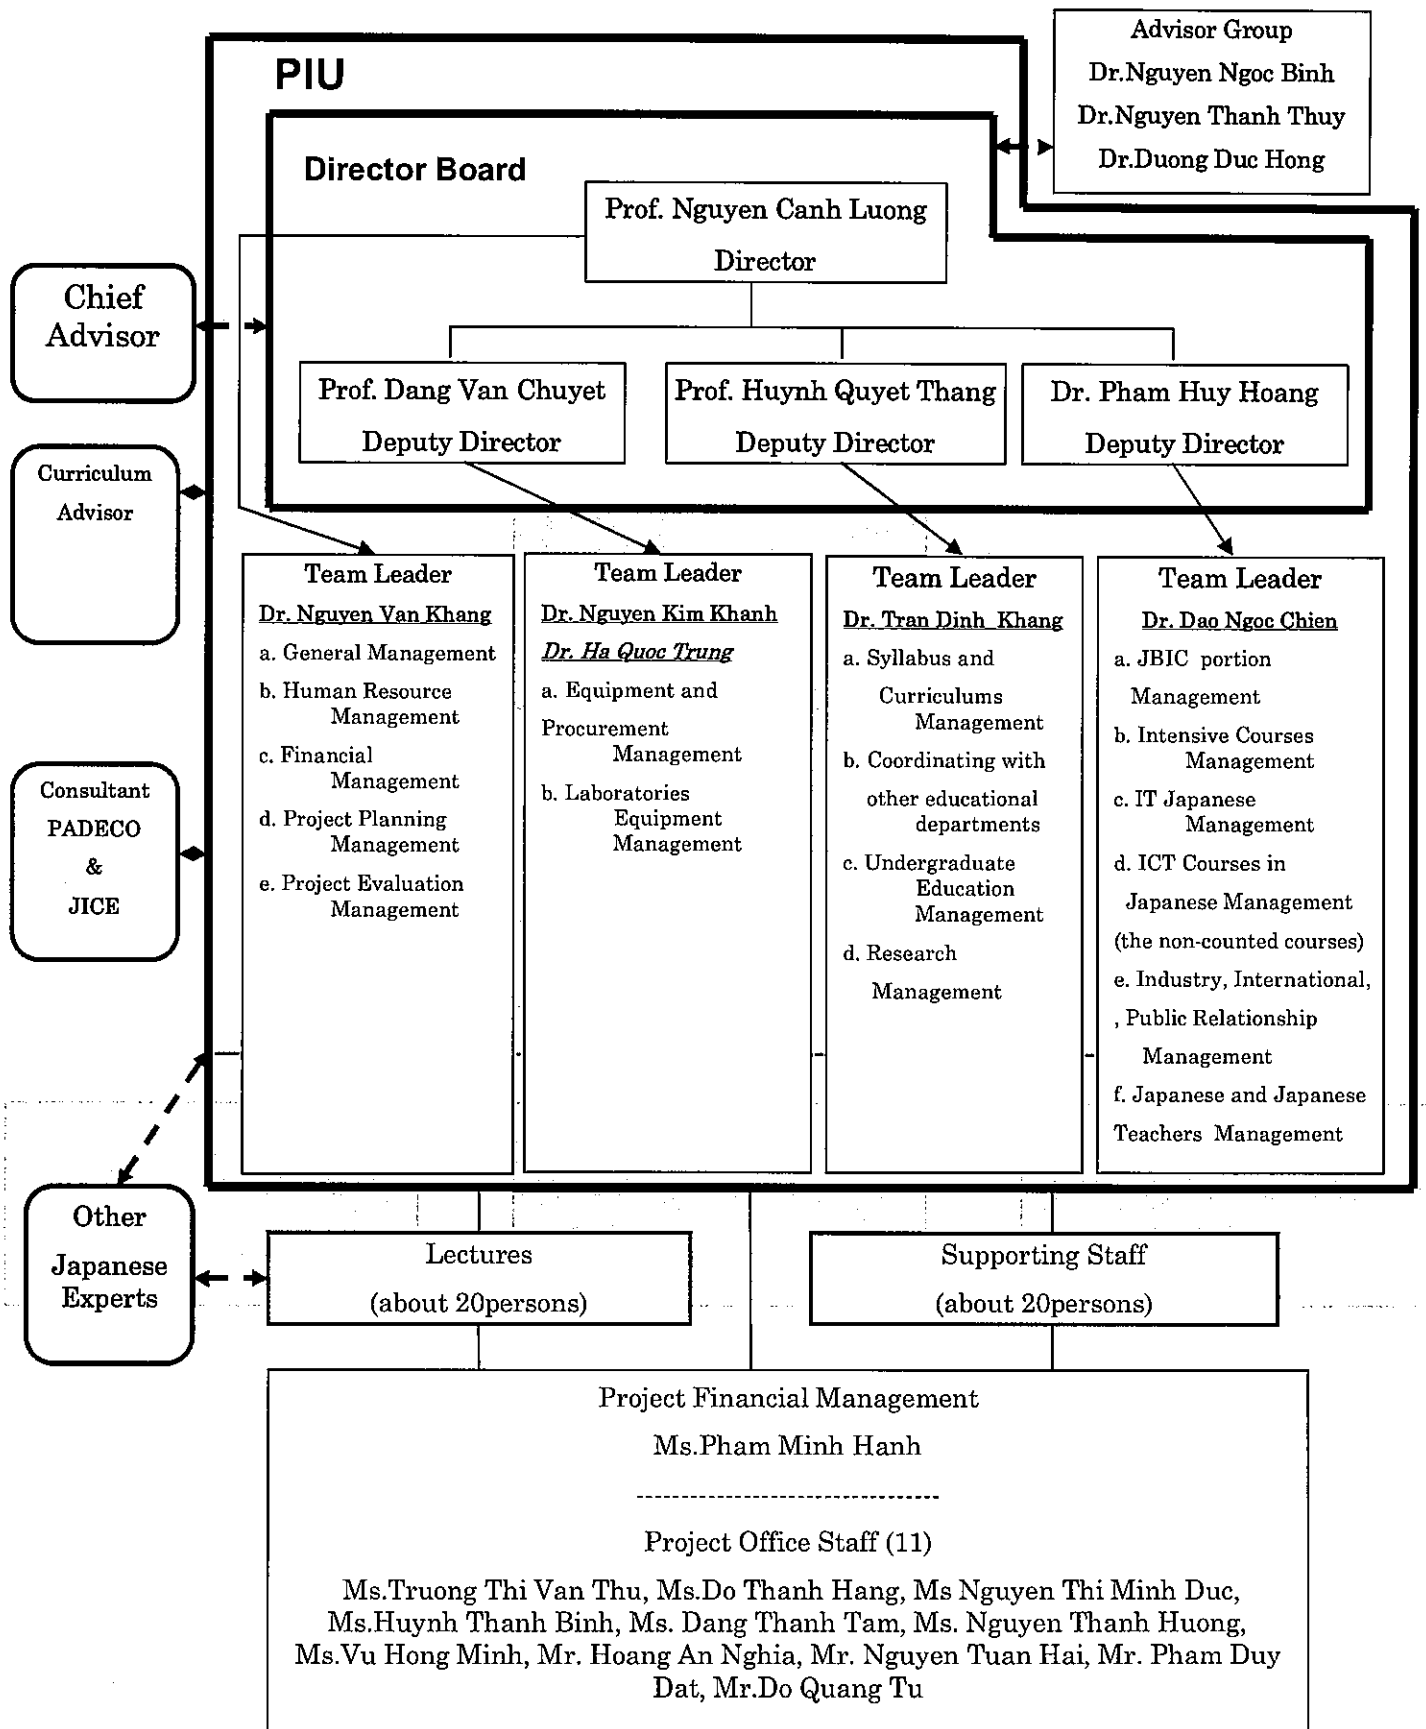 Advisor Group
Dr.Nguyen Ngoc Binh
Dr.Nguyen Thanh Thuy
Dr.Duong Duc Hong
PIU
Director Board
Prof. Nguyen Canh Luong
Director
Chief
Advisor
Prof. Dang Van Chuyet
Deputy Director
Prof. Huynh Quyet Thang
Deputy Director
Dr. Pham Huy Hoang
Deputy Director
Curriculum
Advisor
Consultant
PADECO
&
JICE
Team Leader
Dr. Nguyen Van Khang
a. General Management
b. Human Resource
Management
c. Financial
Management
d. Project Planning
Management
e. Project Evaluation
Management
Team Leader
Dr. Nguyen Kim Khanh
Dr. Ha Quoc Trung
a. Equipment and
Procurement
Management
b. Laboratories
Equipment
Management
Team Leader
Dr. Tran Dinh Khang
a. Syllabus and
Curriculums
Management
b. Coordinating with
other educational
departments
c. Undergraduate
Education
Management
d. Research
Management
Team Leader
Dr. Dao Ngoc Chien
a. JBIC portion
Management
b. Intensive Courses
Management
c. IT Japanese
Management
d. ICT Courses in
Japanese Management
(the non-counted courses)
e. Industry, International,
, Public Relationship
Management
f. Japanese and Japanese
Teachers Management
Other
Japanese
Experts
Lectures
(about 20persons)
Supporting Staff
(about 20persons)
Project Financial Management
Ms.Pham Minh Hanh
------------------------------
Project Office Staff (11)
Ms.Truong Thi Van Thu, Ms.Do Thanh Hang, Ms Nguyen Thi Minh Duc,
Ms.Huynh Thanh Binh, Ms. Dang Thanh Tam, Ms. Nguyen Thanh Huong,
Ms.Vu Hong Minh, Mr. Hoang An Nghia, Mr. Nguyen Tuan Hai, Mr. Pham Duy
Dat, Mr.Do Quang Tu